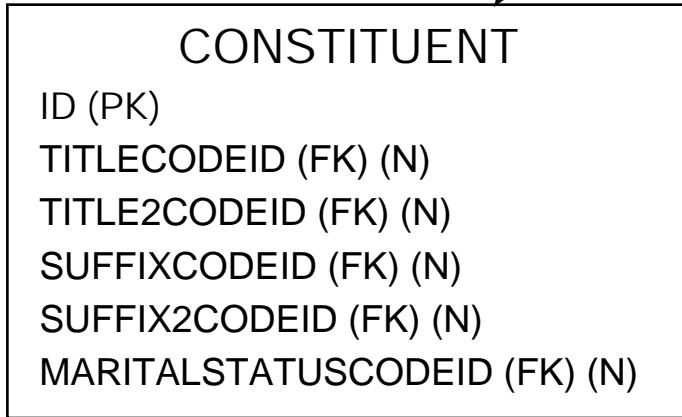 CONSTITUENT
ID (PK)
TITLECODEID (FK) (N)
TITLE2CODEID (FK) (N)
SUFFIXCODEID (FK) (N)
SUFFIX2CODEID (FK) (N)
MARITALSTATUSCODEID (FK) (N)